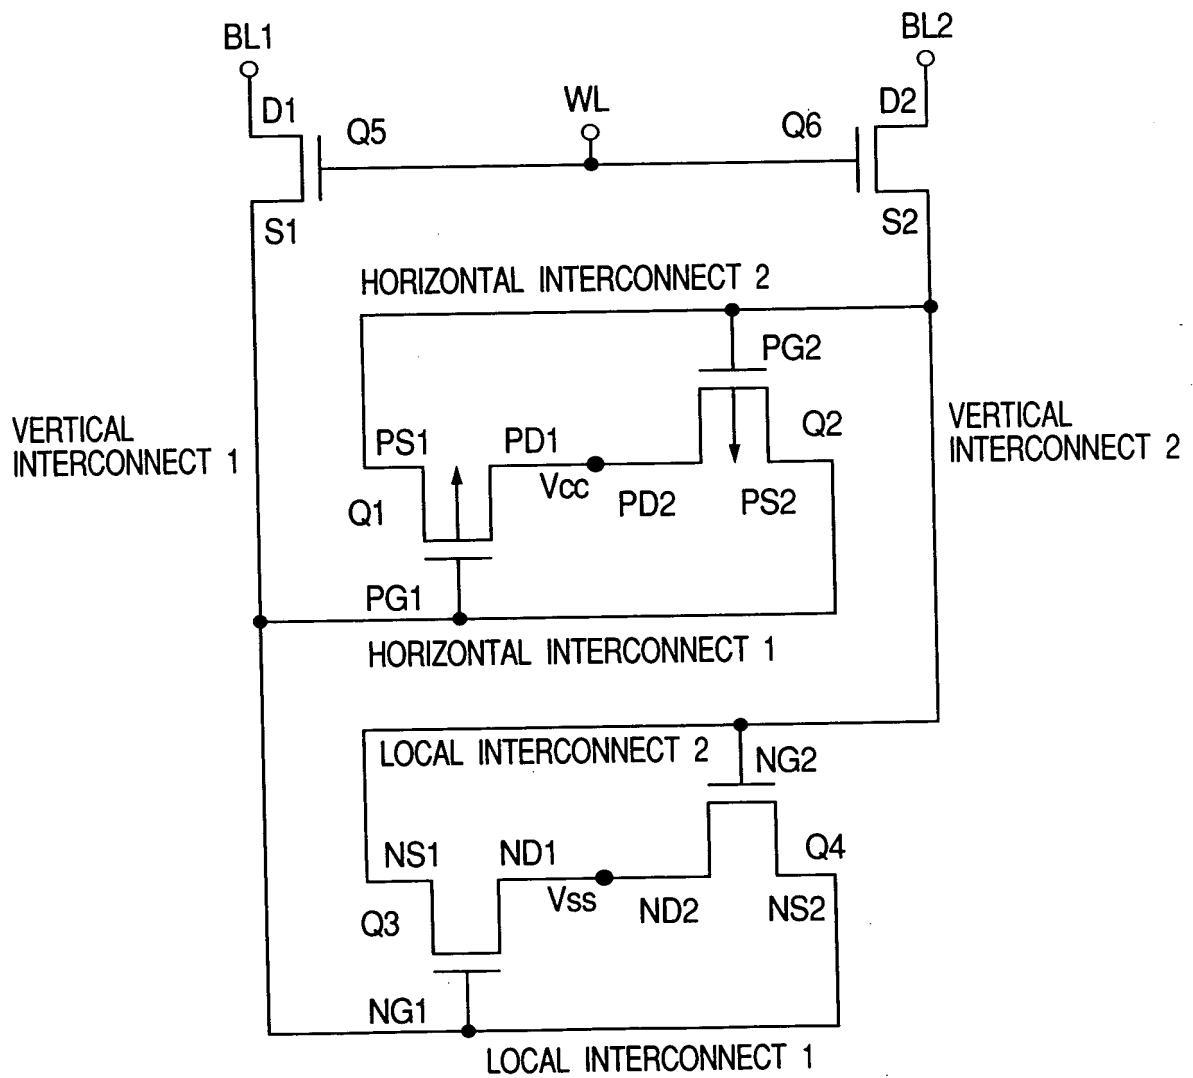 BL1
BL2
WL
D1
Q5
Q6
D2
S1
S2
HORIZONTAL INTERCONNECT 2
PG2
VERTICAL
INTERCONNECT 1
PS1
PD1
Q2
VERTICAL
INTERCONNECT 2
Vcc
Q1
PD2
PS2
PG1
HORIZONTAL INTERCONNECT 1
LOCAL INTERCONNECT 2
NG2
NS1
ND1
Q4
Vss
Q3
ND2
NS2
NG1
LOCAL INTERCONNECT 1